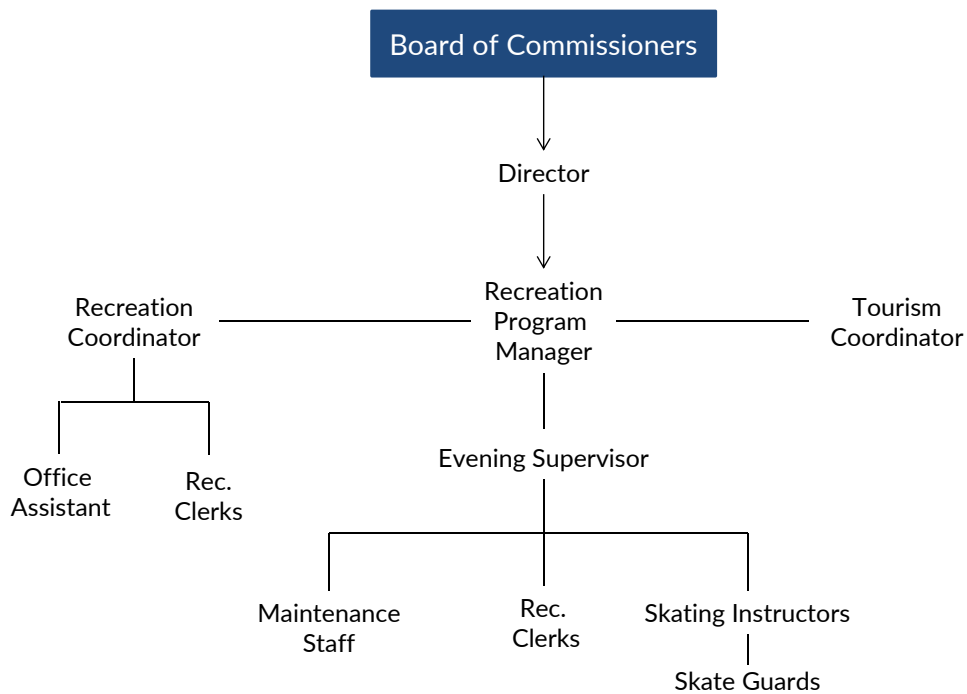 Board of Commissioners
Director
Recreation
Coordinator
Recreation
Program
Manager
Tourism
Coordinator
Office
Assistant
Rec.
Clerks
Evening Supervisor
Maintenance
Staff
Rec.
Clerks
Skating Instructors
Skate Guards